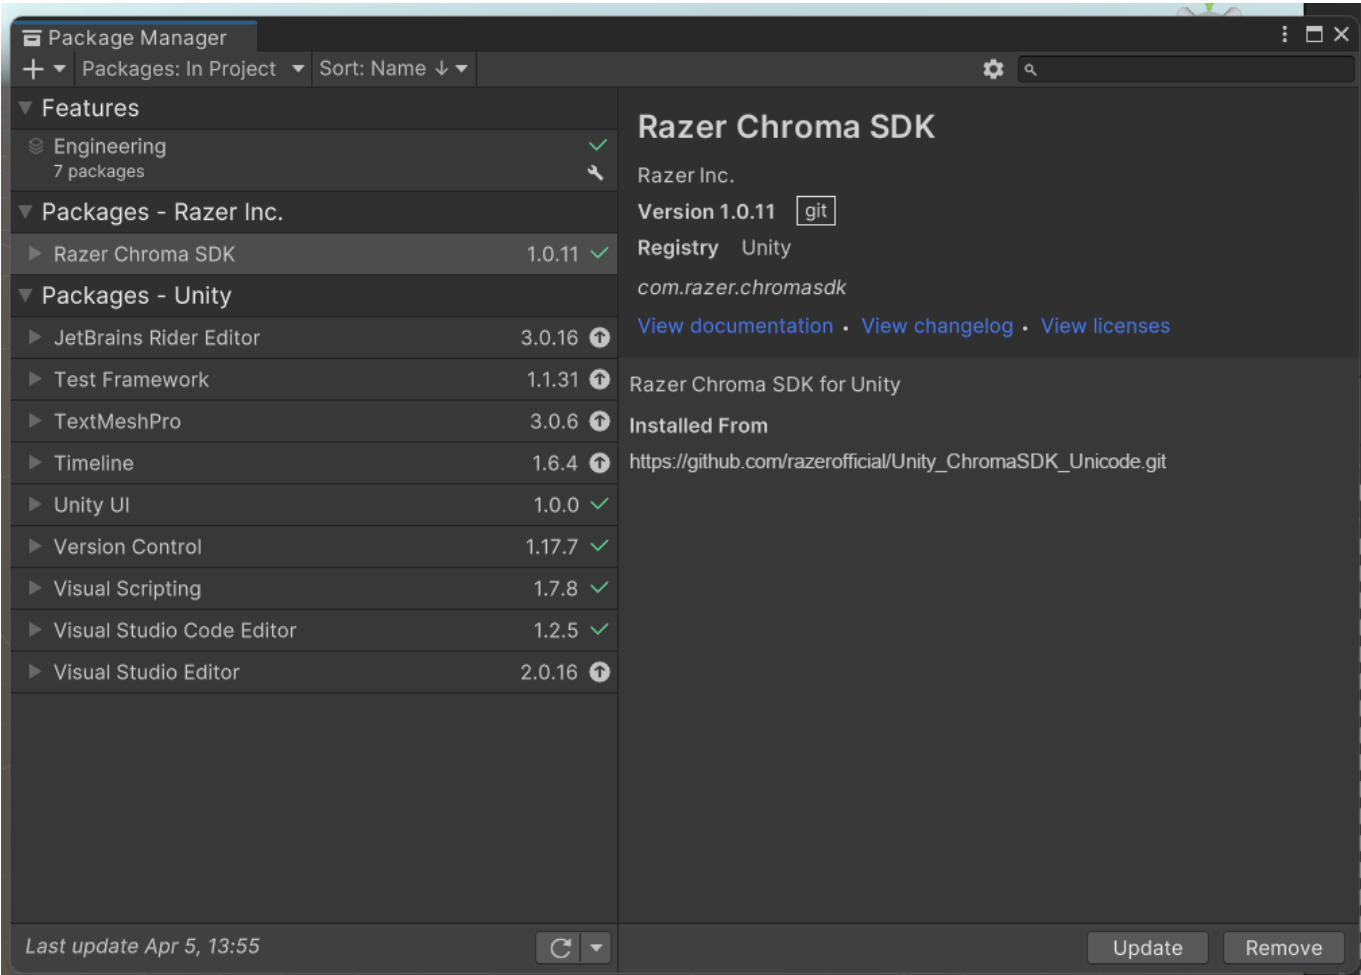 Package Manager
Packages: In Project Sort: Name ↓
Features
Engineering
7 packages
Packages - Razer Inc.
Razer Chroma SDK 1.0.11
Packages - Unity
JetBrains Rider Editor 3.0.16
Test Framework 1.1.31
TextMeshPro 3.0.6
Timeline 1.6.4
Unity UI 1.0.0
Version Control 1.17.7
Visual Scripting 1.7.8
Visual Studio Code Editor 1.2.5
Visual Studio Editor 2.0.16
Last update Apr 5, 13:55
Razer Chroma SDK
Razer Inc.
Version 1.0.11 git
Registry Unity
com.razer.chromasdk
View documentation • View changelog • View licenses
Razer Chroma SDK for Unity
Installed From
https://github.com/razerofficial/Unity_ChromaSDK_Unicode.git
Update Remove